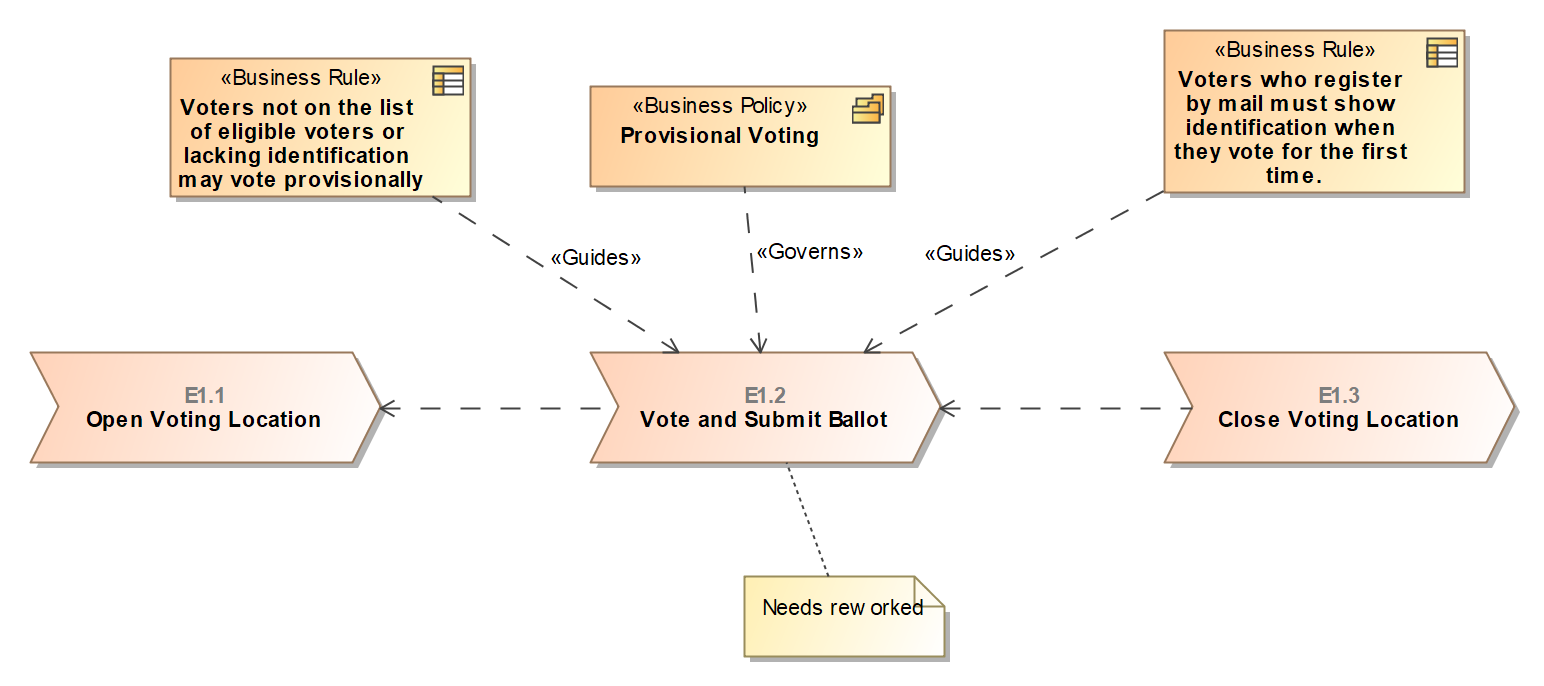 «Business Rule»
Voters not on the list
of eligible voters or
lacking identification
may vote provisionally
«Business Policy»
Provisional Voting
«Business Rule»
Voters who register
by mail must show
identification when
they vote for the first
time.
«Guides»
«Governs»
«Guides»
E1.1
Open Voting Location
E1.2
Vote and Submit Ballot
E1.3
Close Voting Location
Needs rew orked